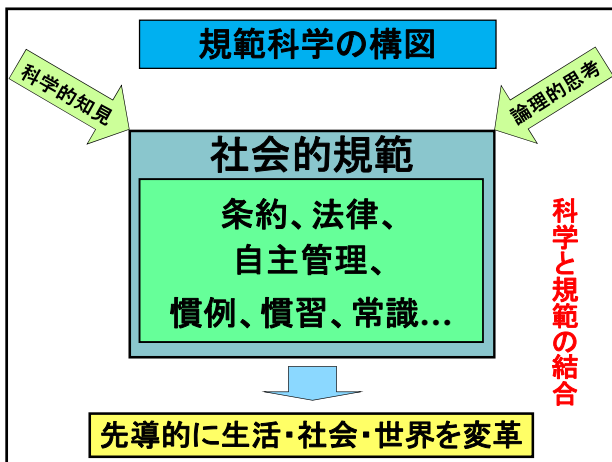 規範科学の構図
科学的知見
論理的思考
社会的規範
条約、法律、
自主管理、
慣例、慣習、常識…
科学と規範の結合
先導的に生活・社会・世界を変革